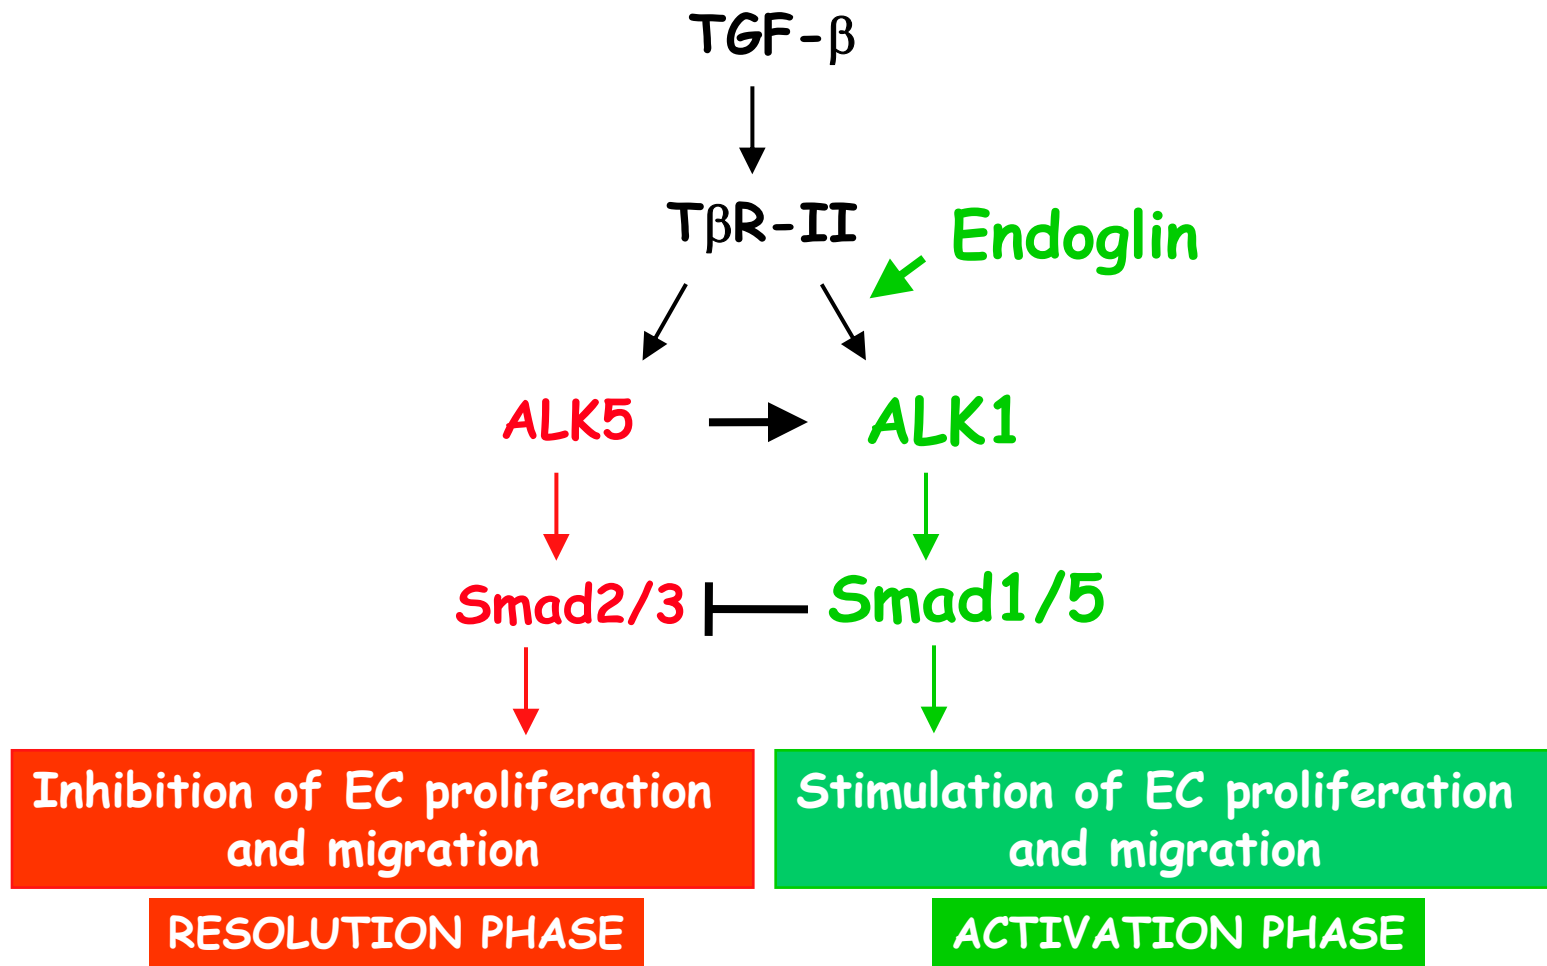 TGF-β
TβR-II
Endoglin
ALK5
ALK1
Smad2/3
Smad1/5
Inhibition of EC proliferation
and migration
Stimulation of EC proliferation
and migration
RESOLUTION PHASE
ACTIVATION PHASE